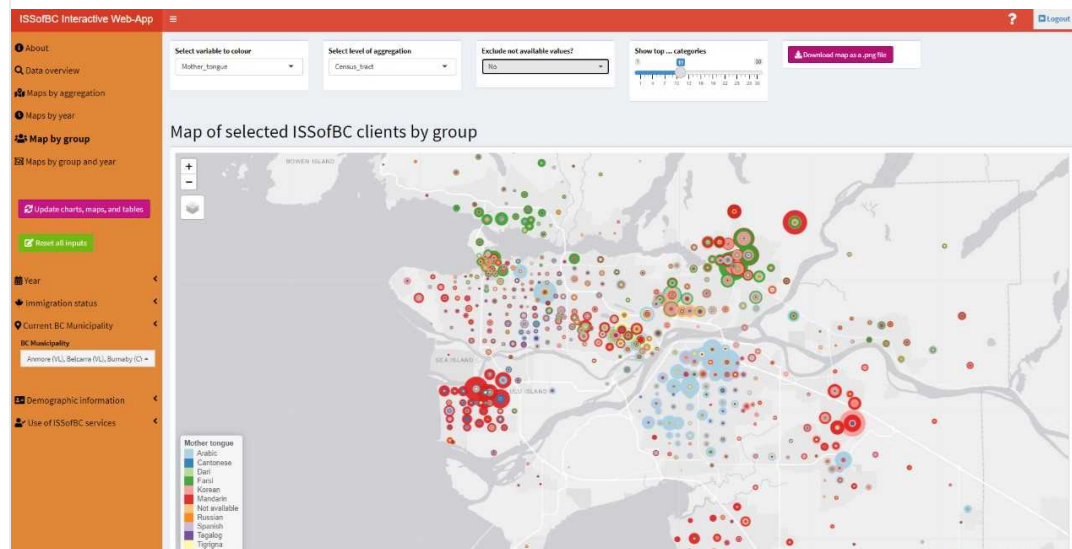 ISSofBC Interactive Web-App
?
Logout
About
Data overview
Maps by aggregation
Maps by year
Map by group
Maps by group and year
Update charts, maps, and tables
Reset all inputs
Year
Immigration status
Current BC Municipality
BC Municipality
Anmore (VL), Belcarra (VL), Burnaby (C\
Demographic information
Use of ISSofBC services
Select variable to colour
Mother_tongue
Select level of aggregation
Census_tract
Exclude not available values?
No
Show top ... categories
11
30
Download map as a .png file
Map of selected ISSofBC clients by group
+
−
BOWEN ISLAND
SEA ISLAND
LULU ISLAND
Mother tongue
Arabic
Cantonese
Dari
Farsi
Korean
Mandarin
Not available
Russian
Spanish
Tagalog
Tigrigna